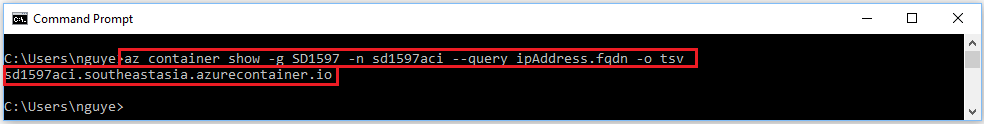 Command Prompt
C:\Users\nguye>az container show -g SD1597 -n sd1597aci --query ipAddress.fqdn -o tsv
sd1597aci.southeastasia.azurecontainer.io
C:\Users\nguye>